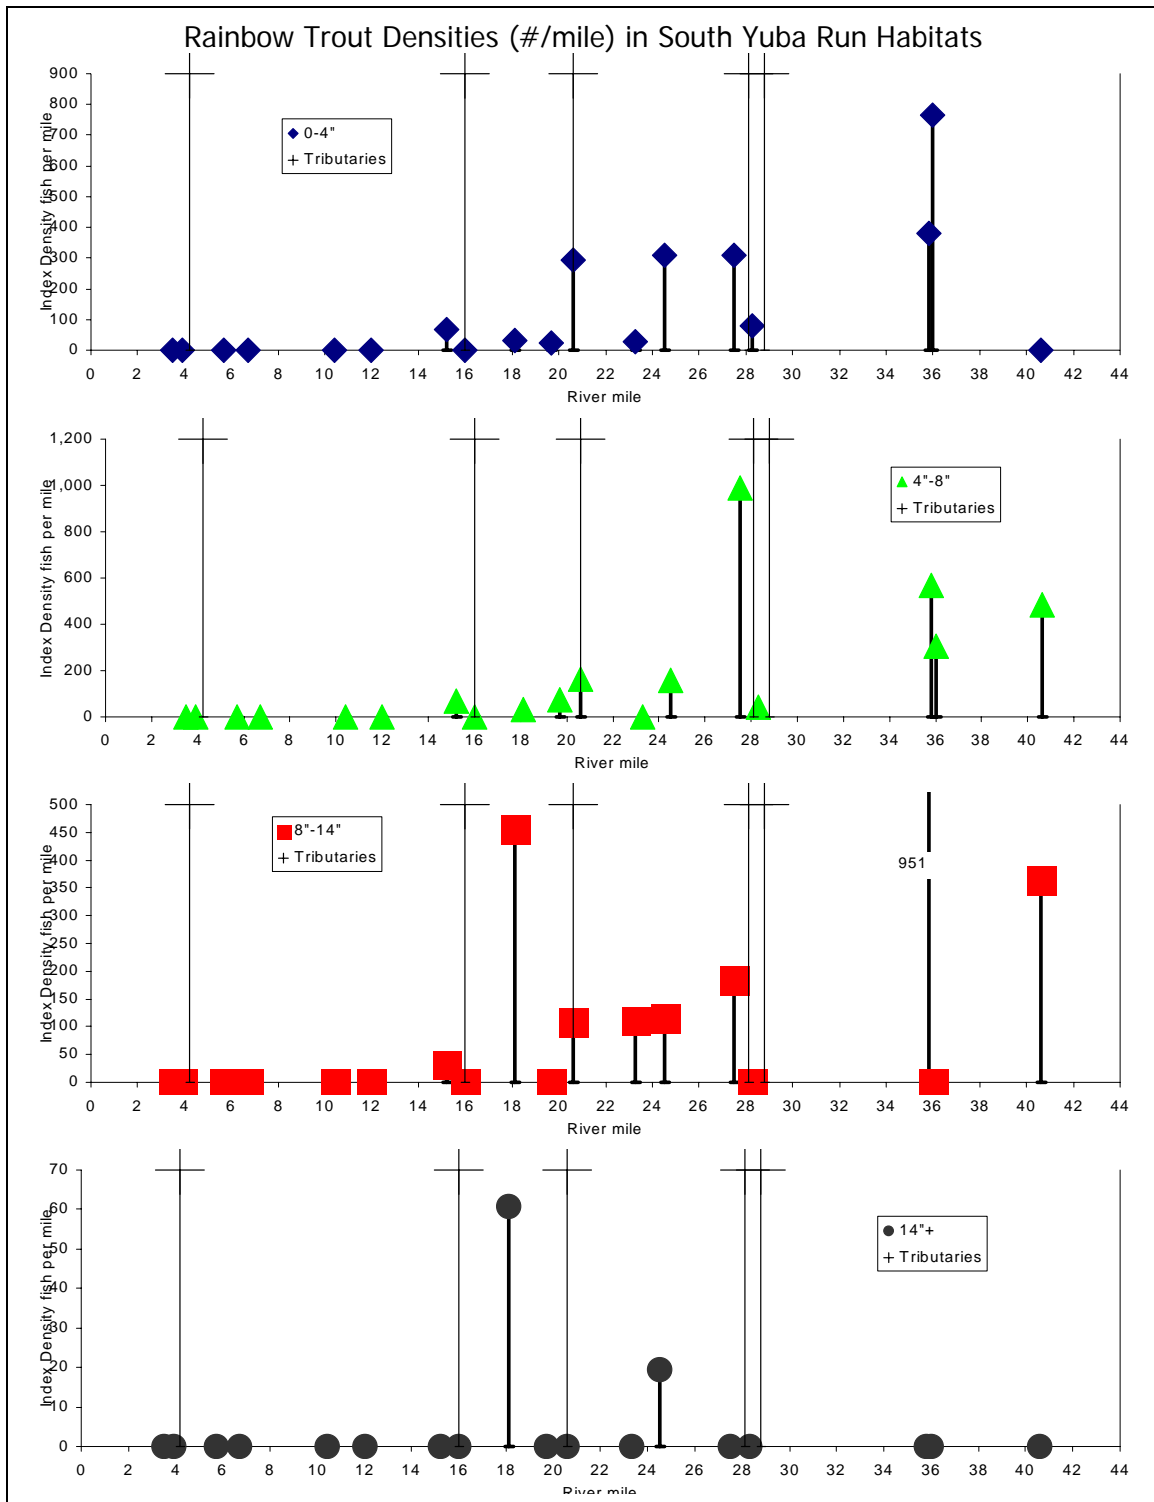 Rainbow Trout Densities (#/mile) in South Yuba Run Habitats
Index Density fish per mile
900
800
700
600
500
400
300
200
100
0
0-4"
Tributaries
0 2 4 6 8 10 12 14 16 18 20 22 24 26 28 30 32 34 36 38 40 42 44
River mile
Index Density fish per mile
1,200
1,000
800
600
400
200
0
4"-8"
Tributaries
0 2 4 6 8 10 12 14 16 18 20 22 24 26 28 30 32 34 36 38 40 42 44
River mile
Index Density fish per mile
500
450
400
350
300
250
200
150
100
50
0
8"-14"
Tributaries
951
0 2 4 6 8 10 12 14 16 18 20 22 24 26 28 30 32 34 36 38 40 42 44
River mile
Index Density fish per mile
70
60
50
40
30
20
10
0
14"+
Tributaries
0 2 4 6 8 10 12 14 16 18 20 22 24 26 28 30 32 34 36 38 40 42 44
River mile